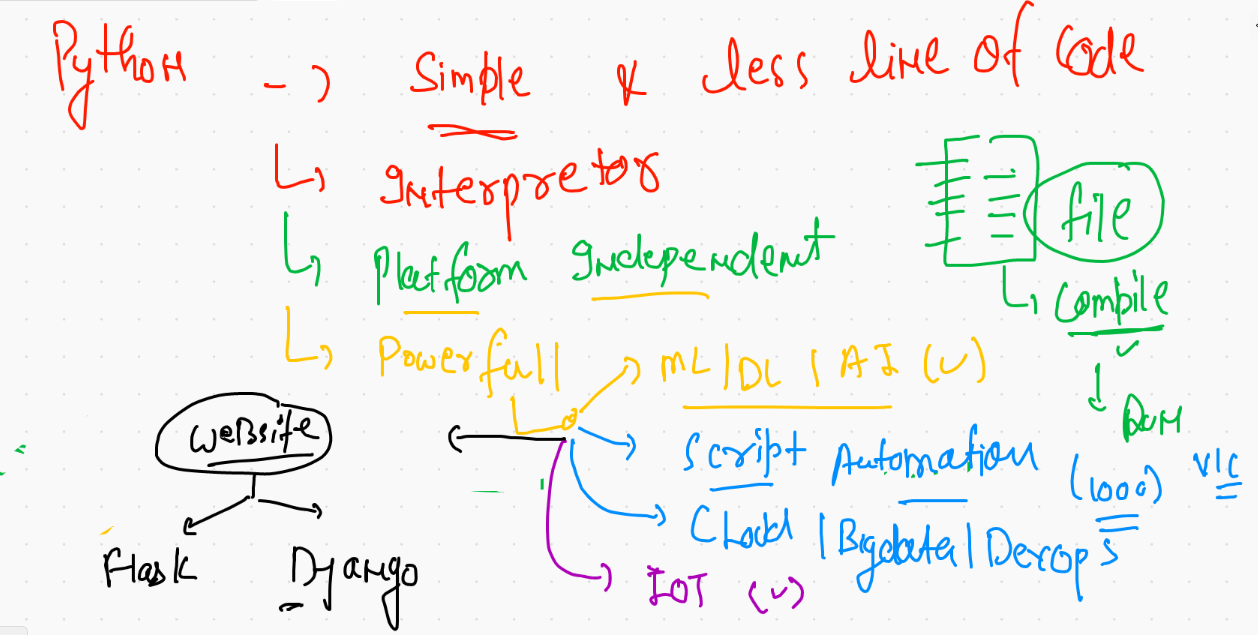 Python -> Simple & less line of code
Interpretor
Platform Independent
file
Compile
Run
Powerfull
ML | DL | AI (✓)
website
Script Automation (1000)
Cloud | Bigdata | Devops
Flask Django
IOT (✓)